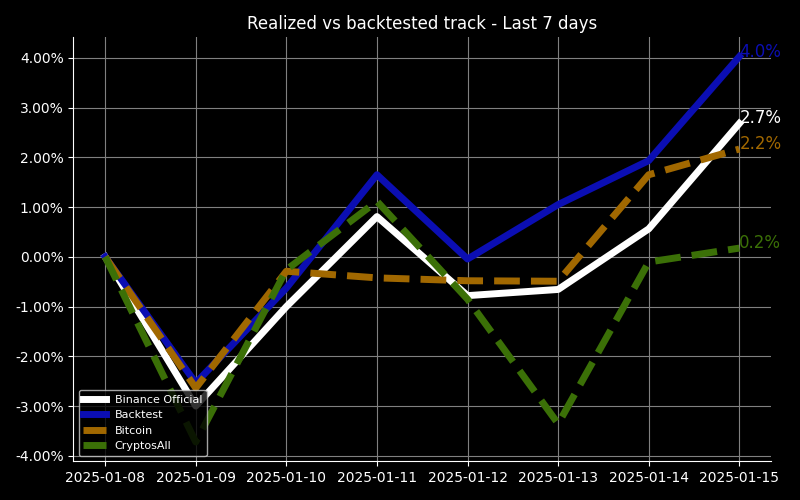 Realized vs backtested track - Last 7 days
4.00%
3.00%
2.00%
1.00%
0.00%
-1.00%
-2.00%
-3.00%
-4.00%
4.0%
2.7%
2.2%
0.2%
Binance Official
Backtest
Bitcoin
CryptosAll
2025-01-08 2025-01-09 2025-01-10 2025-01-11 2025-01-12 2025-01-13 2025-01-14 2025-01-15